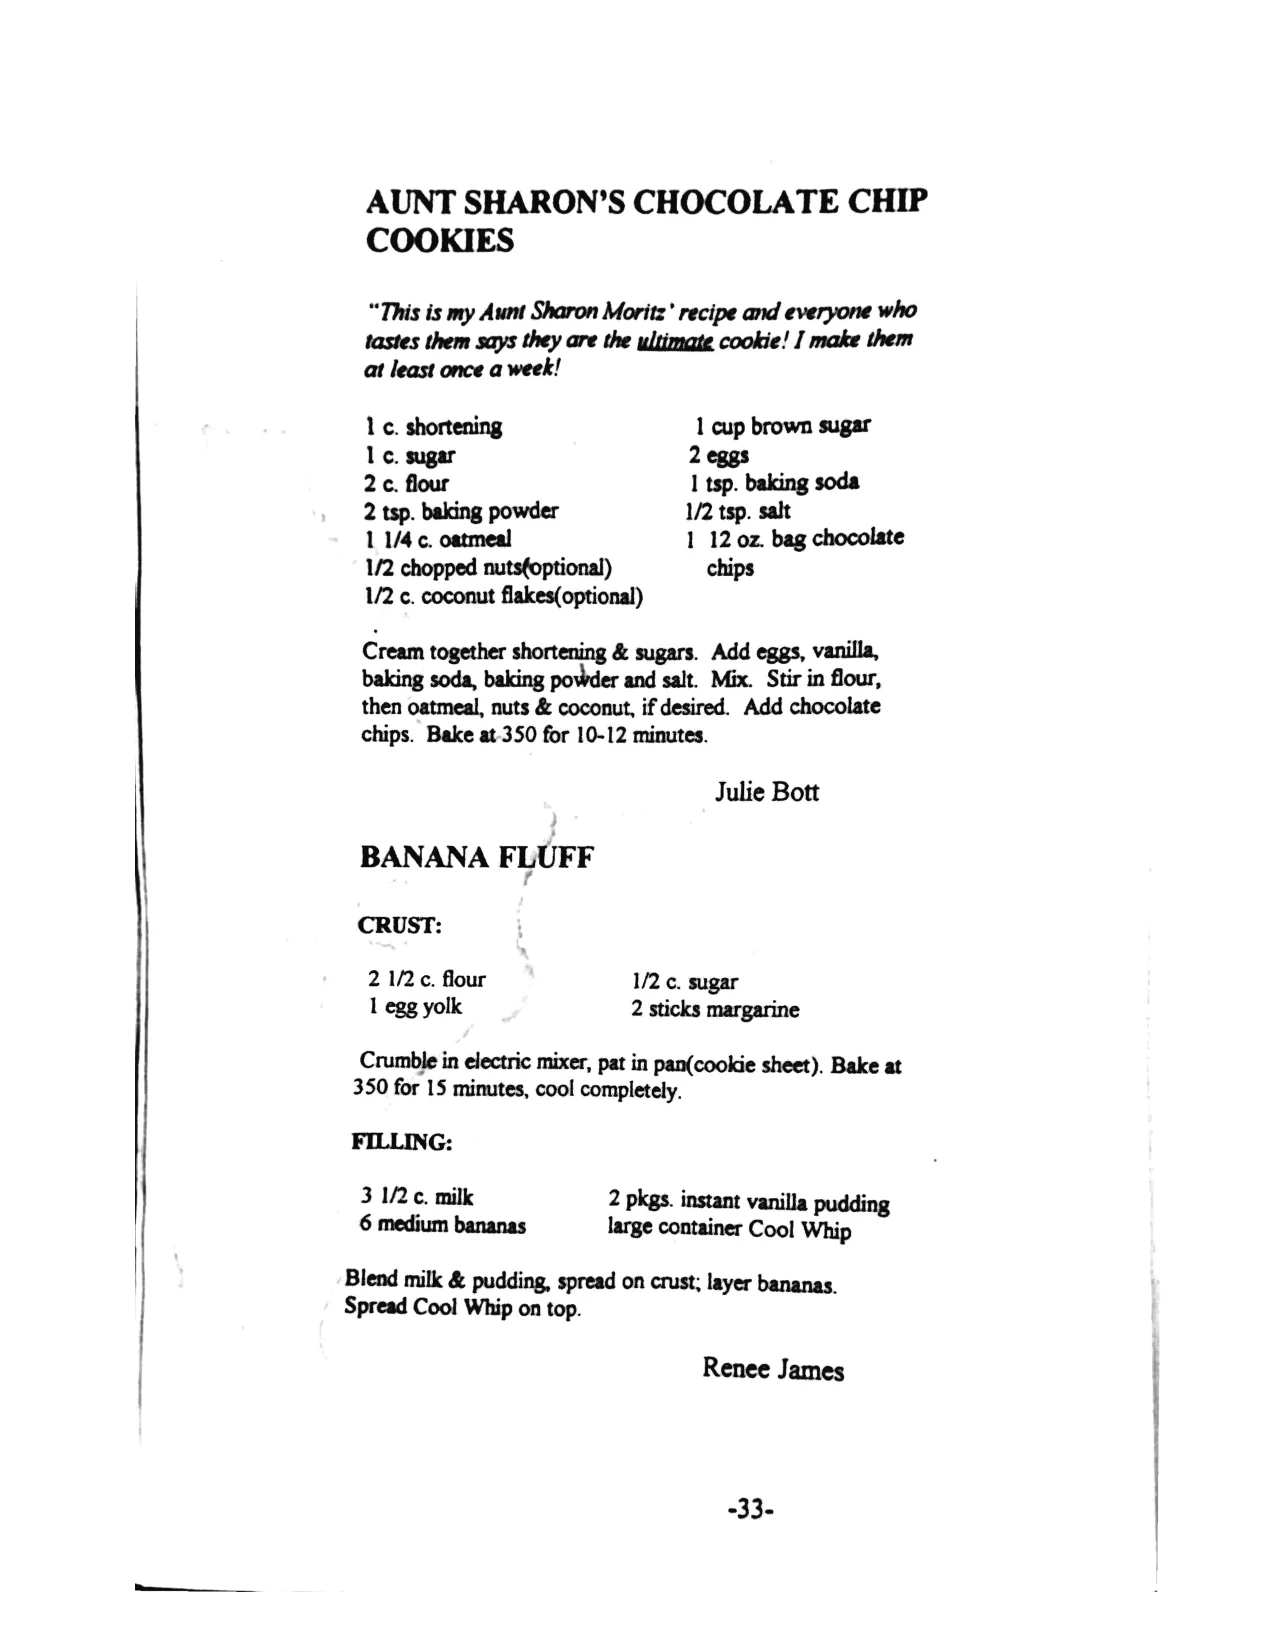 AUNT SHARON'S CHOCOLATE CHIP
COOKIES
"This is my Aunt Sharon Moritz' recipe and everyone who
tastes them says they are the ultimate cookie! I make them
at least once a week!
1 c. shortening 1 cup brown sugar
1 c. sugar 2 eggs
2 c. flour 1 tsp. baking soda
2 tsp. baking powder 1/2 tsp. salt
1 1/4 c. oatmeal 1 12 oz. bag chocolate
1/2 chopped nuts(optional) chips
1/2 c. coconut flakes(optional)
Cream together shortening & sugars. Add eggs, vanilla,
baking soda, baking powder and salt. Mix. Stir in flour,
then oatmeal, nuts & coconut, if desired. Add chocolate
chips. Bake at 350 for 10-12 minutes.
Julie Bott
BANANA FLUFF
CRUST:
2 1/2 c. flour 1/2 c. sugar
1 egg yolk 2 sticks margarine
Crumble in electric mixer, pat in pan(cookie sheet). Bake at
350 for 15 minutes, cool completely.
FILLING:
3 1/2 c. milk 2 pkgs. instant vanilla pudding
6 medium bananas large container Cool Whip
Blend milk & pudding, spread on crust; layer bananas.
Spread Cool Whip on top.
Renee James
-33-